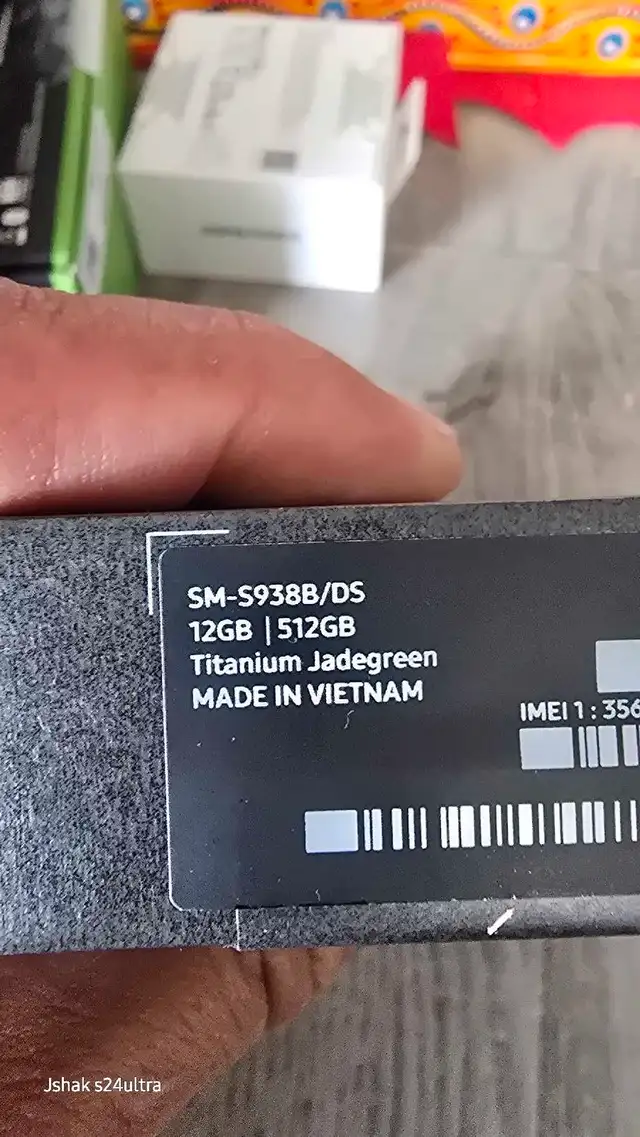 SM-S938B/DS
12GB | 512GB
Titanium Jadegreen
MADE IN VIETNAM
IMEI 1 : 356
Jshak s24ultra